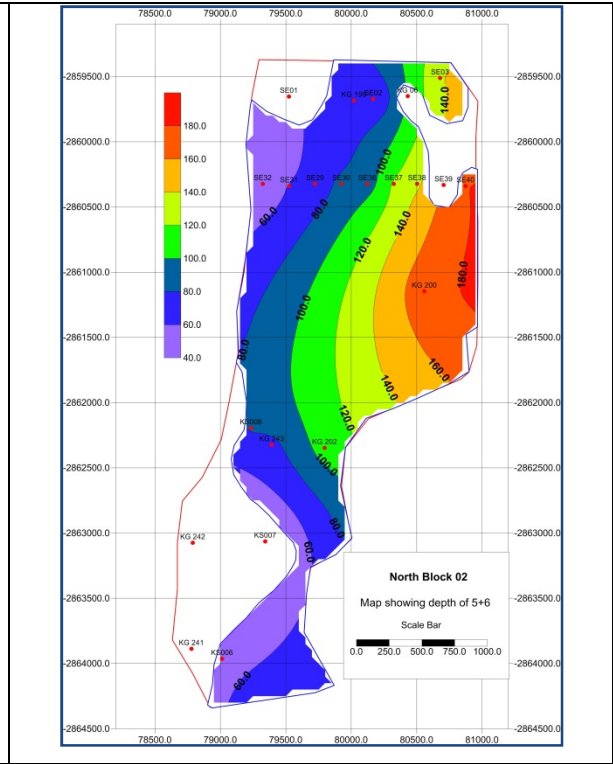 78500.0 79000.0 79500.0 80000.0 80500.0 81000.0
-2859500.0 -2859500.0
SE03
140.0
SE01
KG 199 SE02 KG 06
180.0
-2860000.0 -2860000.0
160.0
100.0
140.0
SE32 SE31 SE29 SE30 SE36 SE37 SE38 SE39 SE40
120.0
60.0 80.0
-2860500.0 -2860500.0
100.0
140.0
120.0
80.0
-2861000.0 -2861000.0
180.0
60.0
KG 200
100.0
40.0
-2861500.0 -2861500.0
80.0
160.0
140.0
-2862000.0 -2862000.0
120.0
KS008
KG 243 KG 202
100.0
-2862500.0 -2862500.0
80.0
-2863000.0 -2863000.0
KG 242 KS007
60.0
North Block 02
-2863500.0 -2863500.0
Map showing depth of 5+6
Scale Bar
0.0 250.0 500.0 750.0 1000.0
KG 241
KS006
-2864000.0 -2864000.0
60.0
-2864500.0 -2864500.0
78500.0 79000.0 79500.0 80000.0 80500.0 81000.0